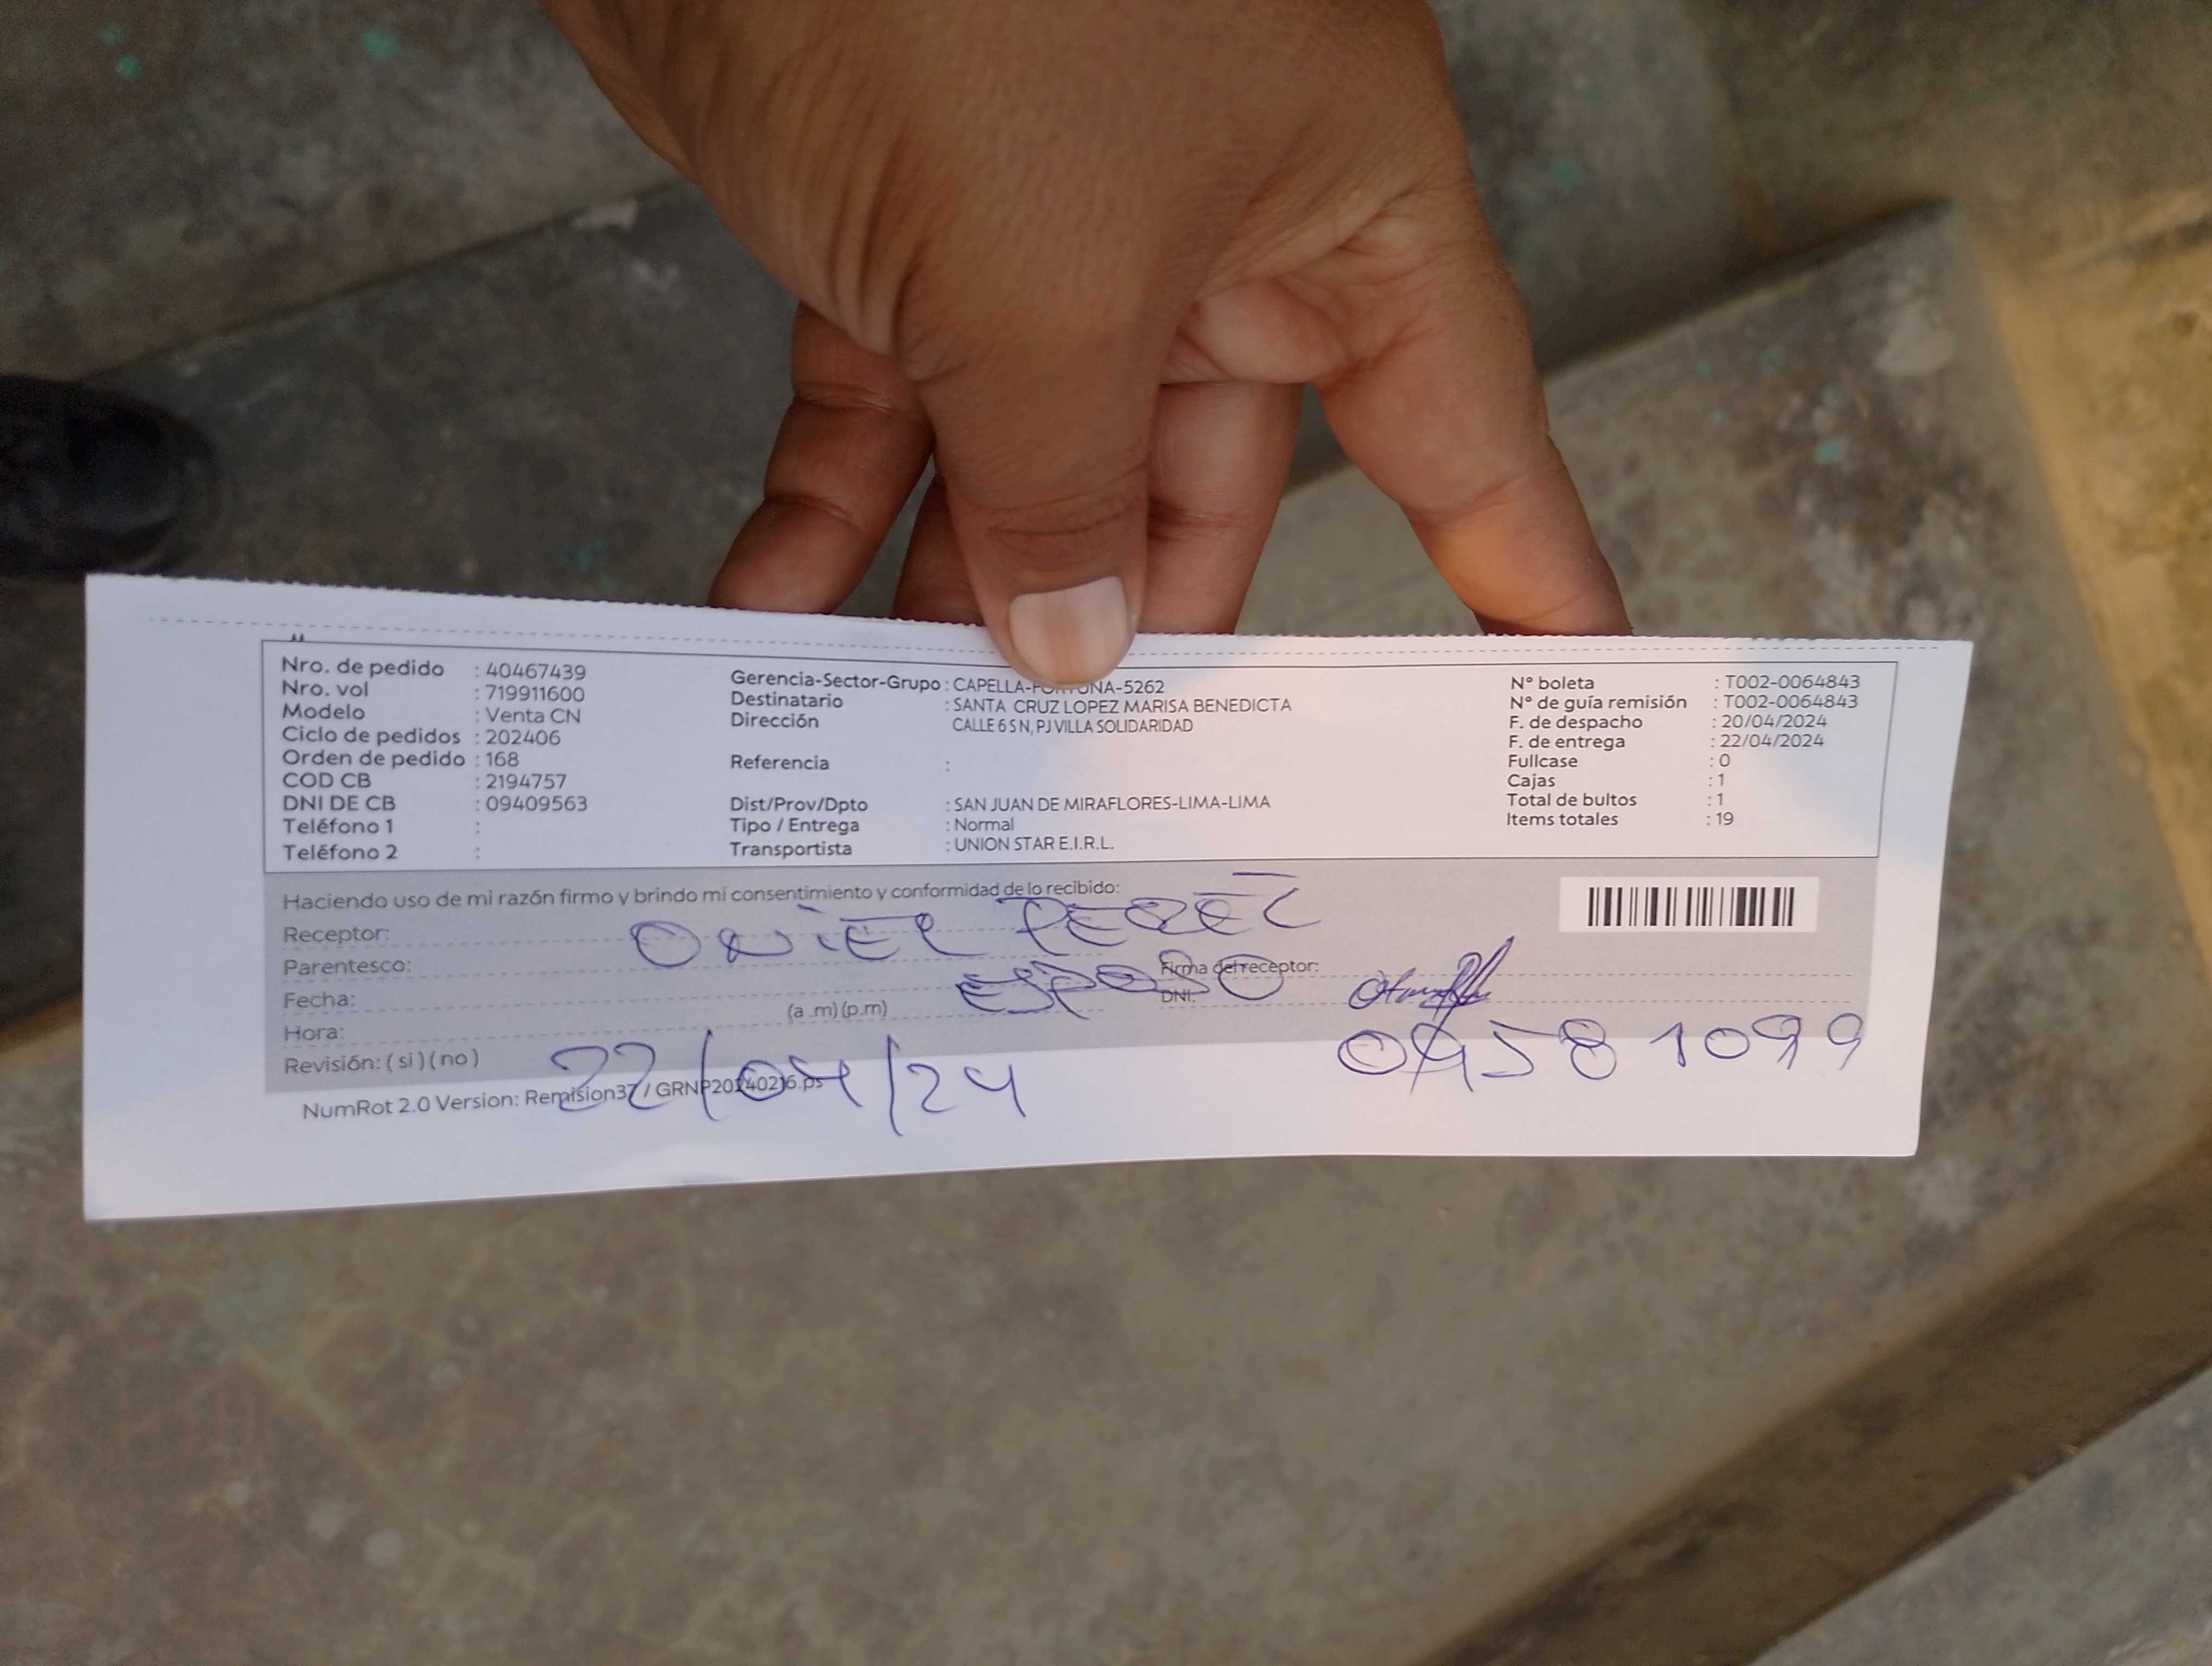 Nro. de pedido : 40467439
Nro. vol : 719911600
Modelo : Venta CN
Ciclo de pedidos : 202406
Orden de pedido : 168
COD CB : 2194757
DNI DE CB : 09409563
Teléfono 1 :
Teléfono 2 :
Gerencia-Sector-Grupo : CAPELLA-
Destinatario : SANTA CRUZ LOPEZ MARISA BENEDICTA
Dirección CALLE 6 S N, PJ VILLA SOLIDARIDAD
Referencia :
Dist/Prov/Dpto : SAN JUAN DE MIRAFLORES-LIMA-LIMA
Tipo / Entrega : Normal
Transportista : UNION STAR E.I.R.L.
N° boleta : T002-0064843
N° de guía remisión : T002-0064843
F. de despacho : 20/04/2024
F. de entrega : 22/04/2024
Fullcase : 0
Cajas : 1
Total de bultos : 1
Items totales : 19
Haciendo uso de mi razón firmo y brindo mi consentimiento y conformidad de lo recibido:
Receptor: PEREZ
Parentesco: ESPOSO
Firma del receptor:
Fecha:
DNI:
(a .m) (p.m)
Hora:
09581099
Revisión: ( si ) ( no )
22/04/24
NumRot 2.0 Version: Remision37 / GRNP20240216.ps